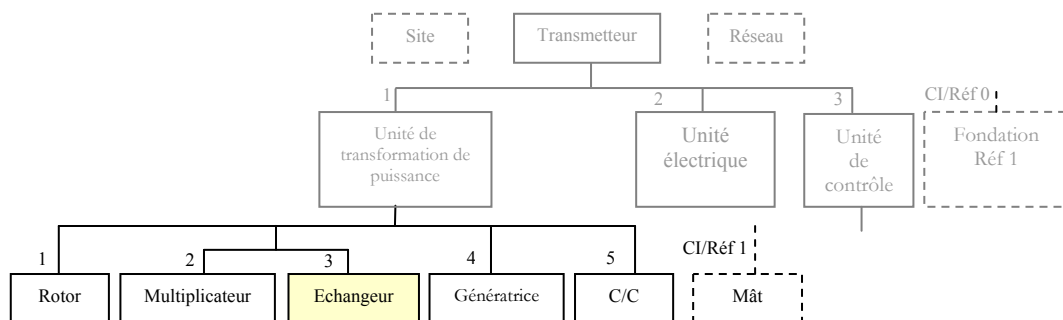 Site
Transmetteur
Réseau
1
2
3
CI/Réf 0
Unité de
transformation de
puissance
Unité
électrique
Unité
de
contrôle
Fondation
Réf 1
1
2
3
4
5
CI/Réf 1
Rotor
Multiplicateur
Echangeur
Génératrice
C/C
Mât